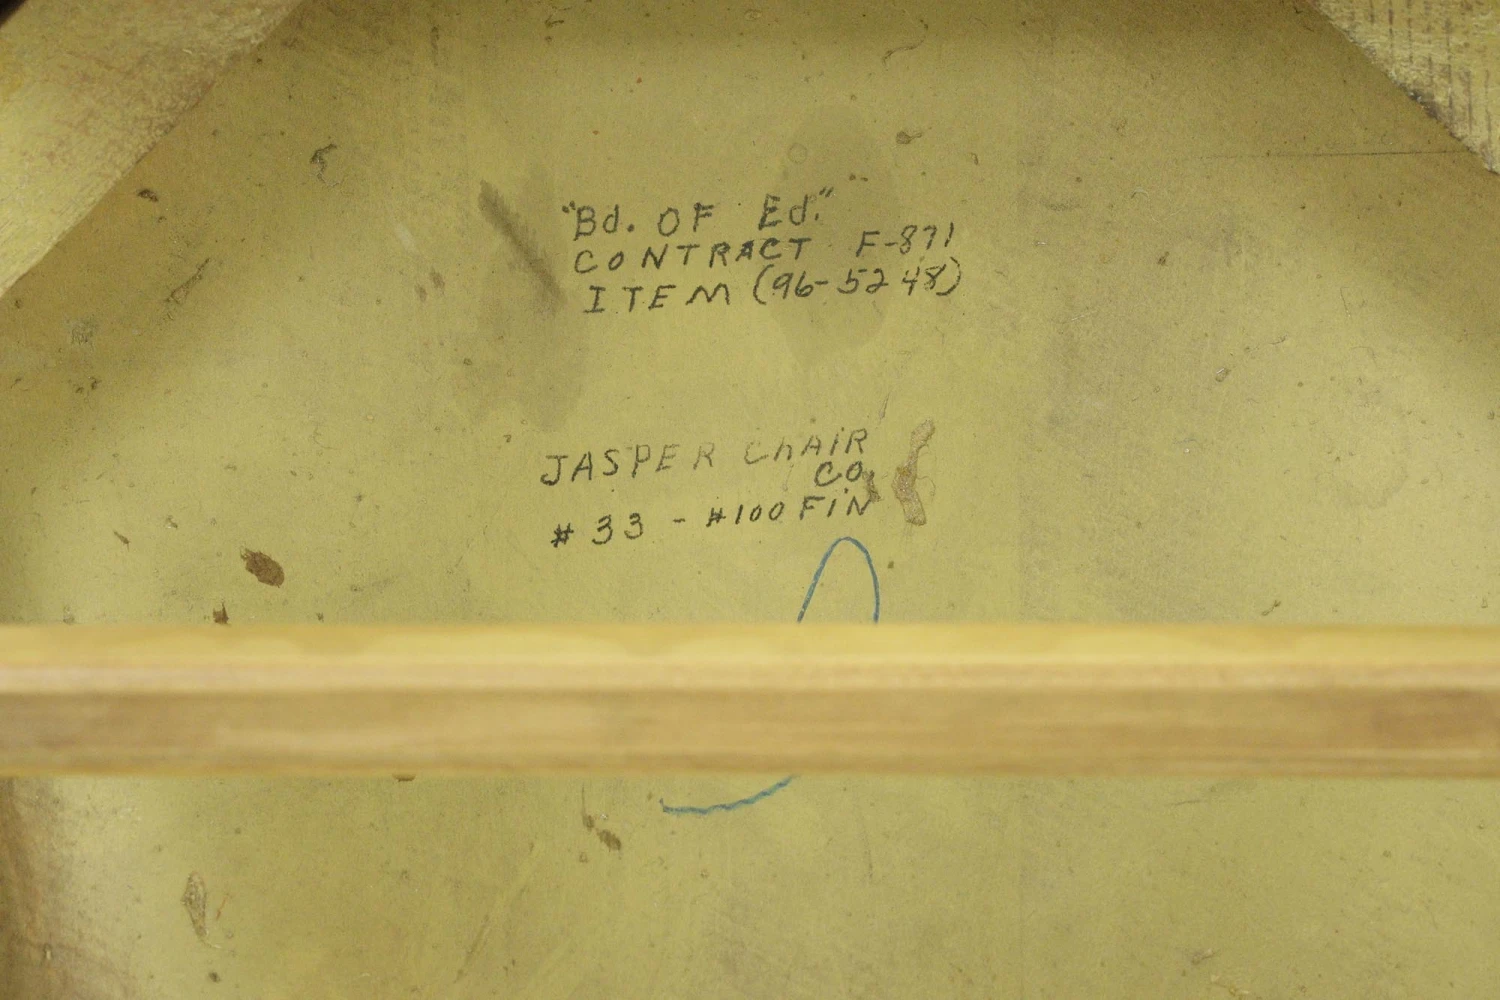 "Bd. OF Ed."
CONTRACT F-871
ITEM (96-5248)
JASPER ChAiR
CO.
# 33 - #100 FiN